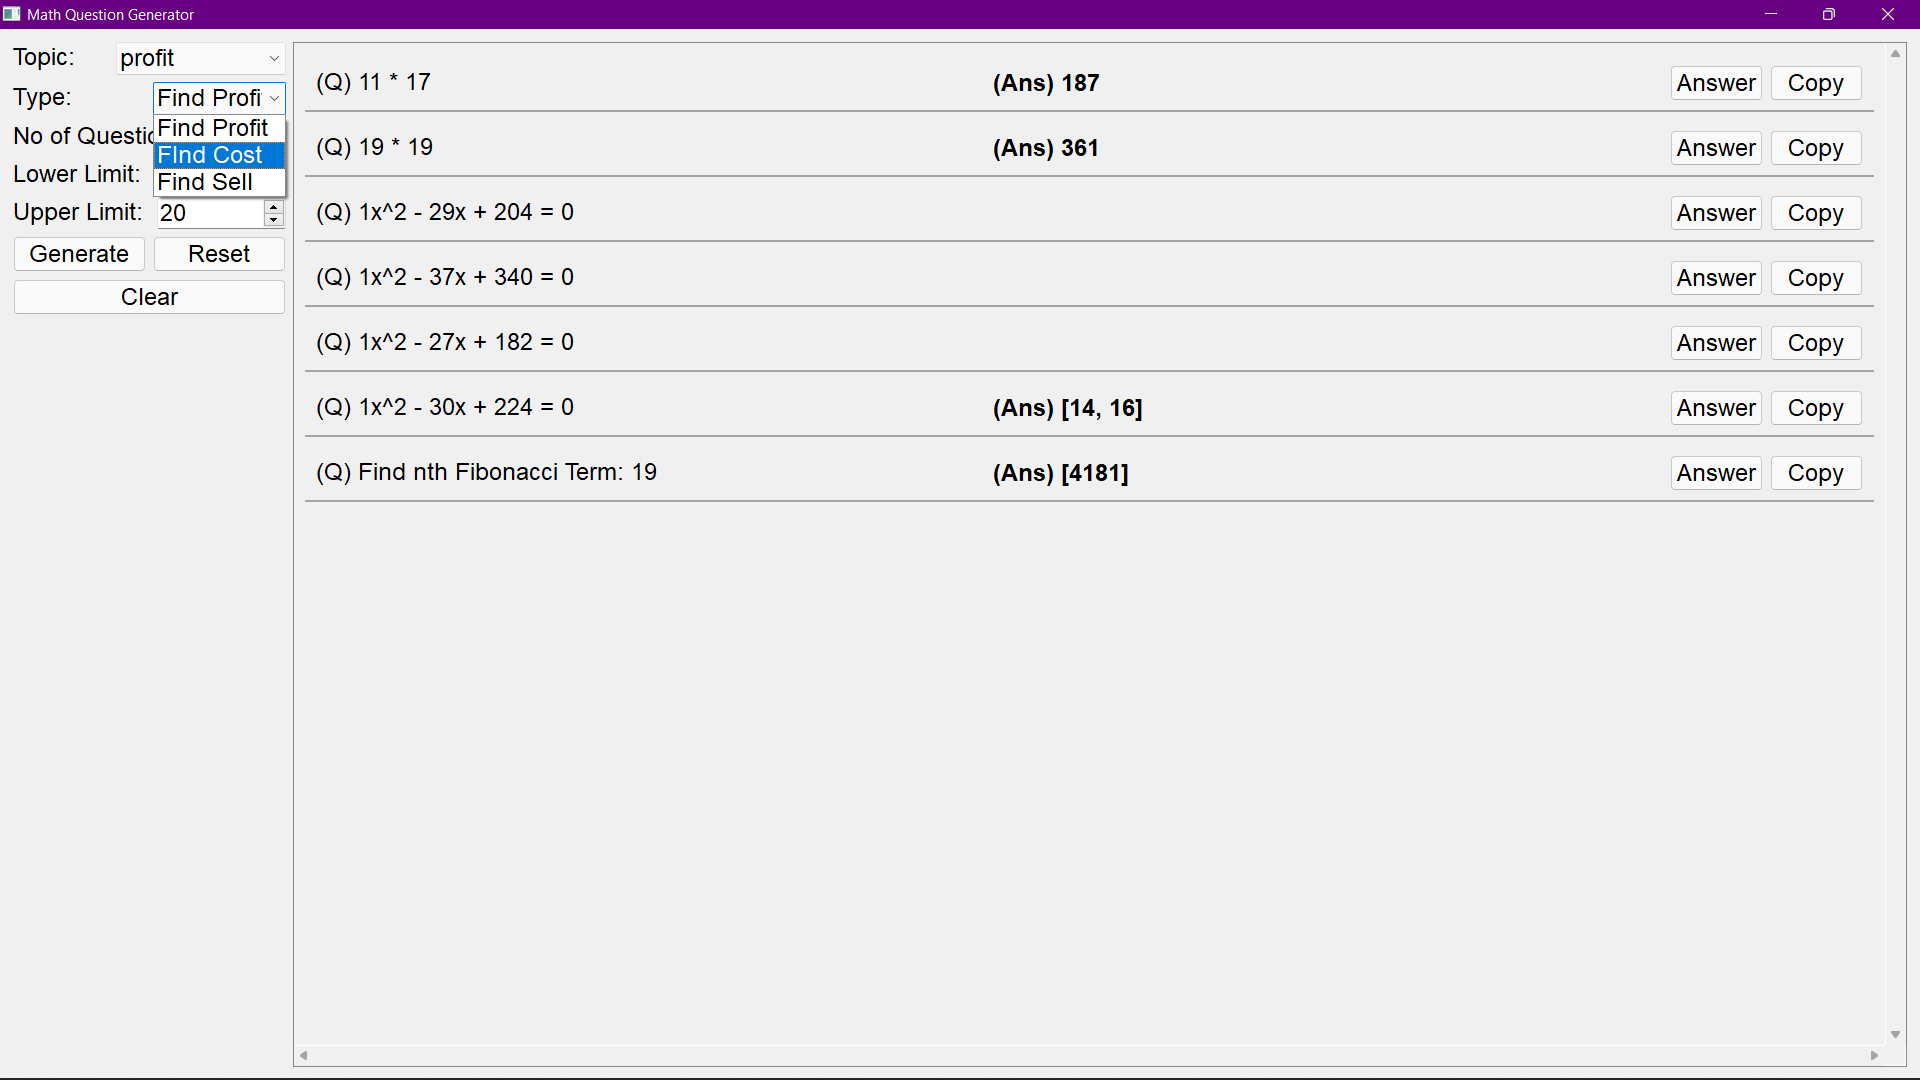 Math Question Generator
Topic: profit
Type: Find Profi
Find Profit
FInd Cost
Find Sell
No of Questio
Lower Limit:
Upper Limit: 20
Generate Reset
Clear
(Q) 11 * 17 (Ans) 187 Answer Copy
(Q) 19 * 19 (Ans) 361 Answer Copy
(Q) 1x^2 - 29x + 204 = 0 Answer Copy
(Q) 1x^2 - 37x + 340 = 0 Answer Copy
(Q) 1x^2 - 27x + 182 = 0 Answer Copy
(Q) 1x^2 - 30x + 224 = 0 (Ans) [14, 16] Answer Copy
(Q) Find nth Fibonacci Term: 19 (Ans) [4181] Answer Copy